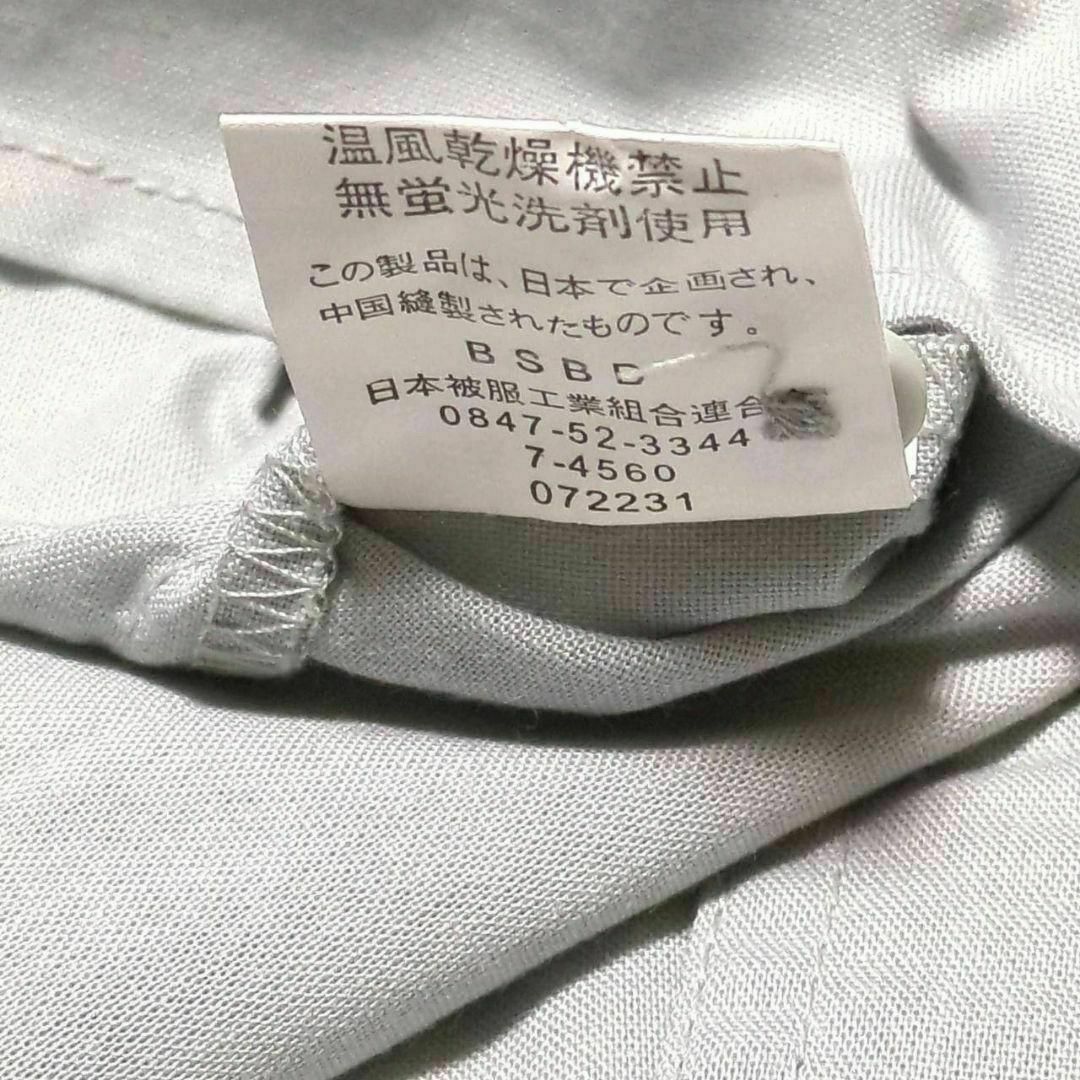 温風乾燥機禁止
無蛍光洗剤使用
この製品は、日本で企画され、
中国縫製されたものです。
BSBD
日本被服工業組合連合
0847-52-3344
7-4560
072231